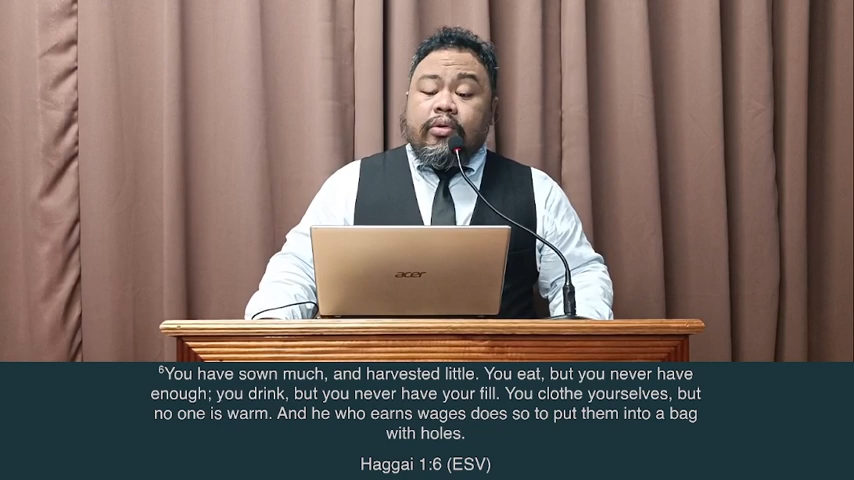 acer
⁶You have sown much, and harvested little. You eat, but you never have
enough; you drink, but you never have your fill. You clothe yourselves, but
no one is warm. And he who earns wages does so to put them into a bag
with holes.
Haggai 1:6 (ESV)